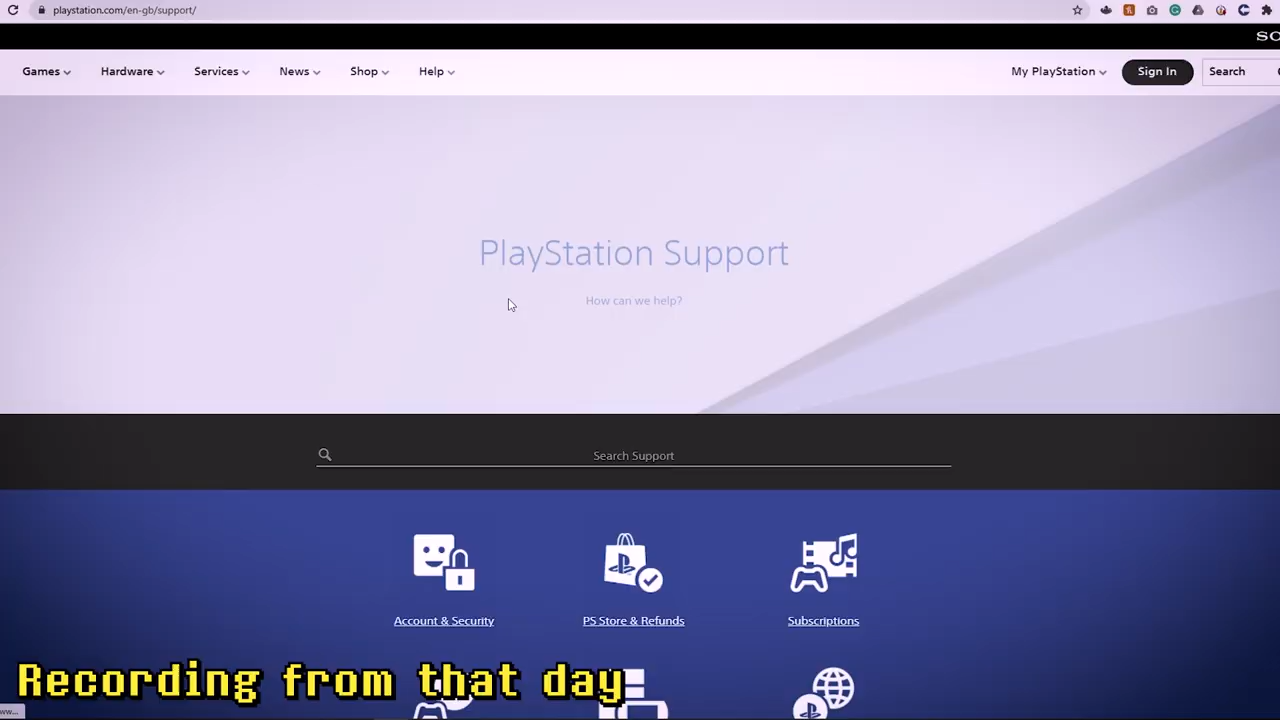 playstation.com/en-gb/support/
Games Hardware Services News Shop Help My PlayStation Sign In Search
PlayStation Support
How can we help?
Search Support
Account & Security PS Store & Refunds Subscriptions
Recording from that day
www...